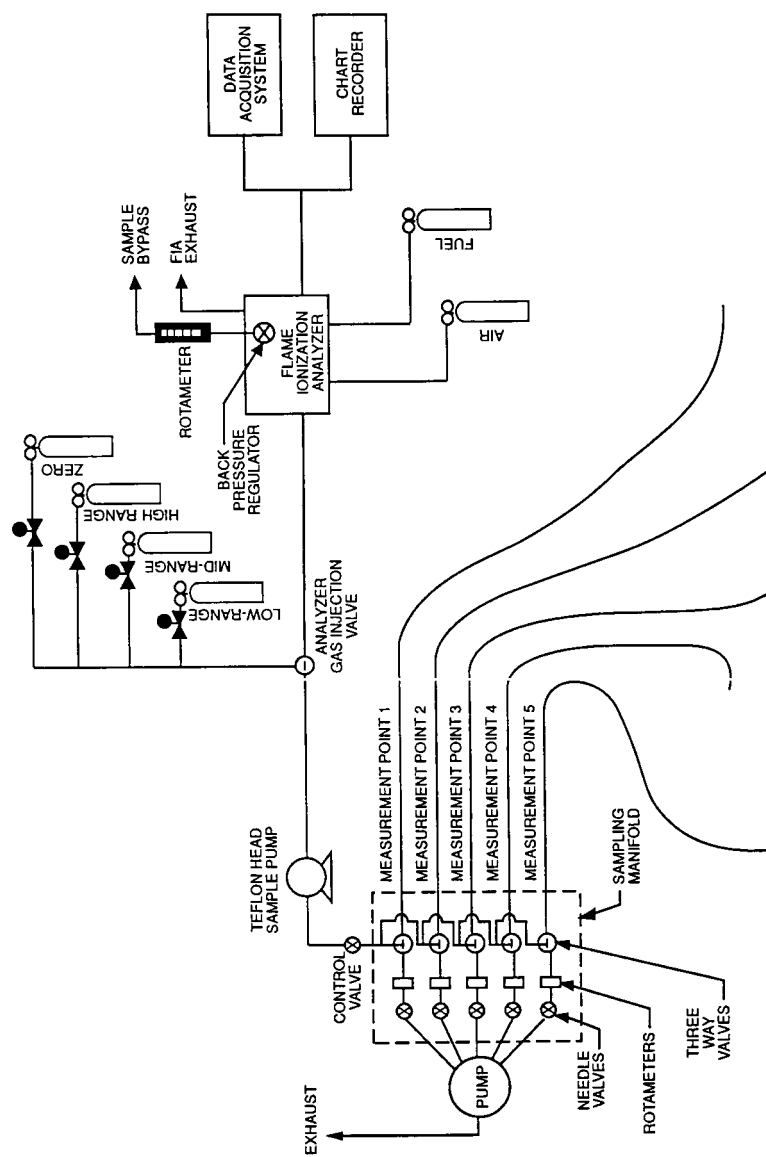 DATA
ACQUISITION
SYSTEM
CHART
RECORDER
SAMPLE
BYPASS
FIA
EXHAUST
ROTAMETER
BACK
PRESSURE
REGULATOR
FLAME
IONIZATION
ANALYZER
FUEL
AIR
ZERO
HIGH RANGE
MID-RANGE
LOW-RANGE
ANALYZER
GAS INJECTION
VALVE
TEFLON HEAD
SAMPLE PUMP
CONTROL
VALVE
MEASUREMENT POINT 1
MEASUREMENT POINT 2
MEASUREMENT POINT 3
MEASUREMENT POINT 4
MEASUREMENT POINT 5
SAMPLING
MANIFOLD
THREE
WAY
VALVES
ROTAMETERS
NEEDLE
VALVES
PUMP
EXHAUST